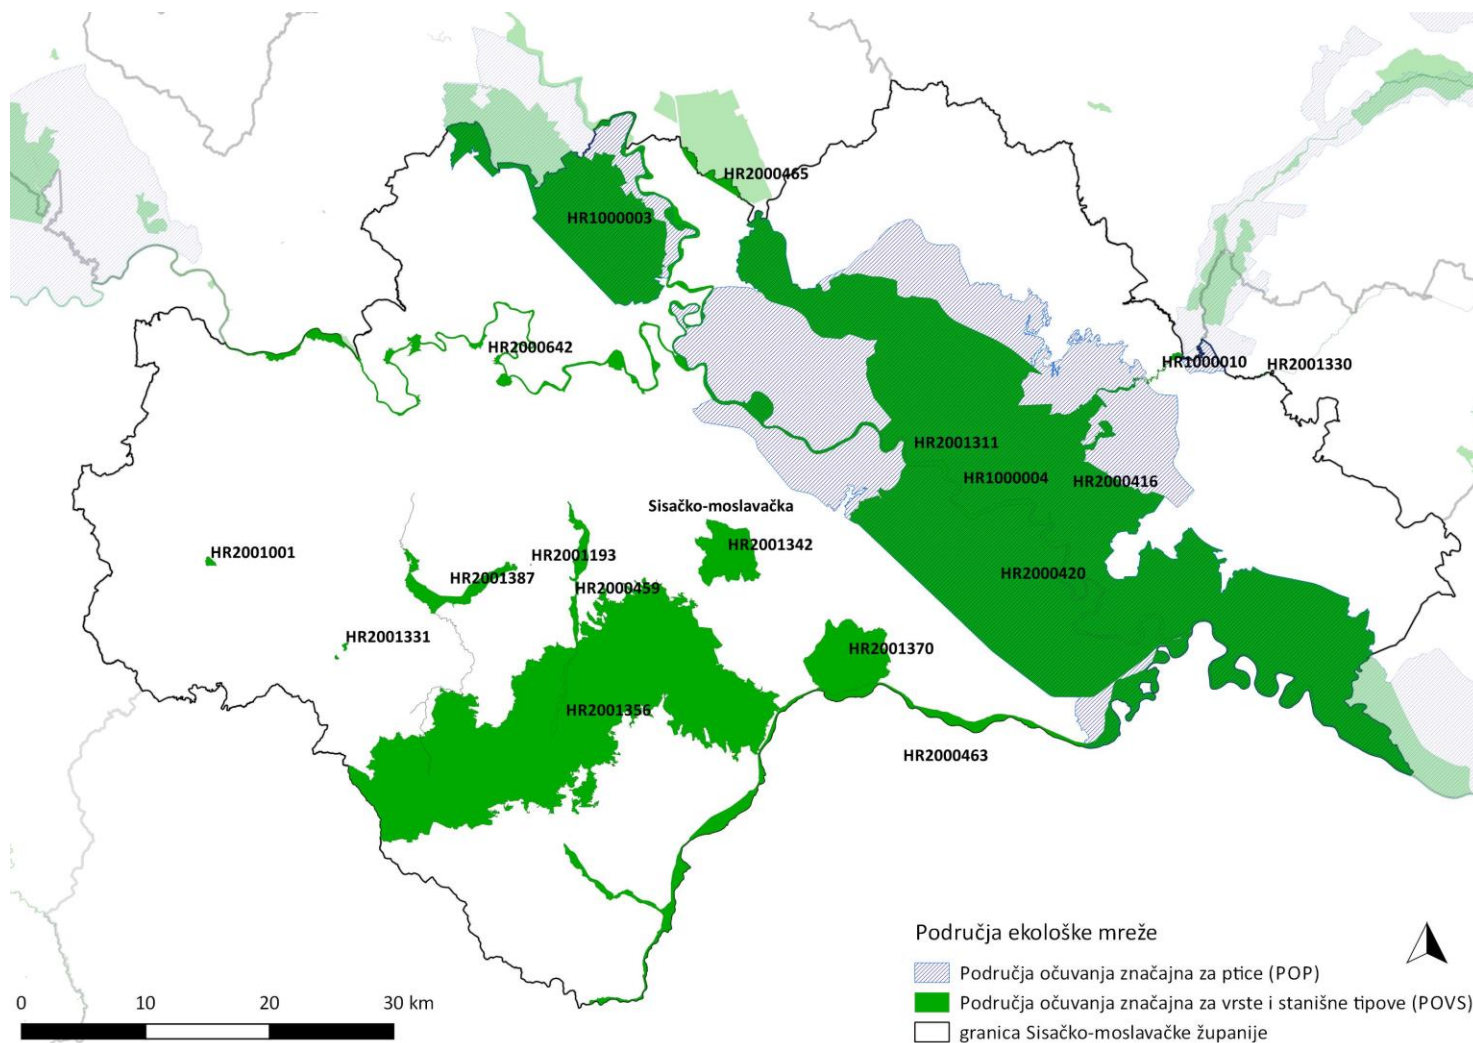 HR2000465
HR1000003
HR2000642
HR1000010
HR2001330
HR2001311
HR1000004
HR2000416
Sisačko-moslavačka
HR2001001
HR2001193
HR2001342
HR2001387
HR2000459
HR2000420
HR2001331
HR2001370
HR2001356
HR2000463
Područja ekološke mreže
Područja očuvanja značajna za ptice (POP)
Područja očuvanja značajna za vrste i stanišne tipove (POVS)
granica Sisačko-moslavačke županije
0 10 20 30 km